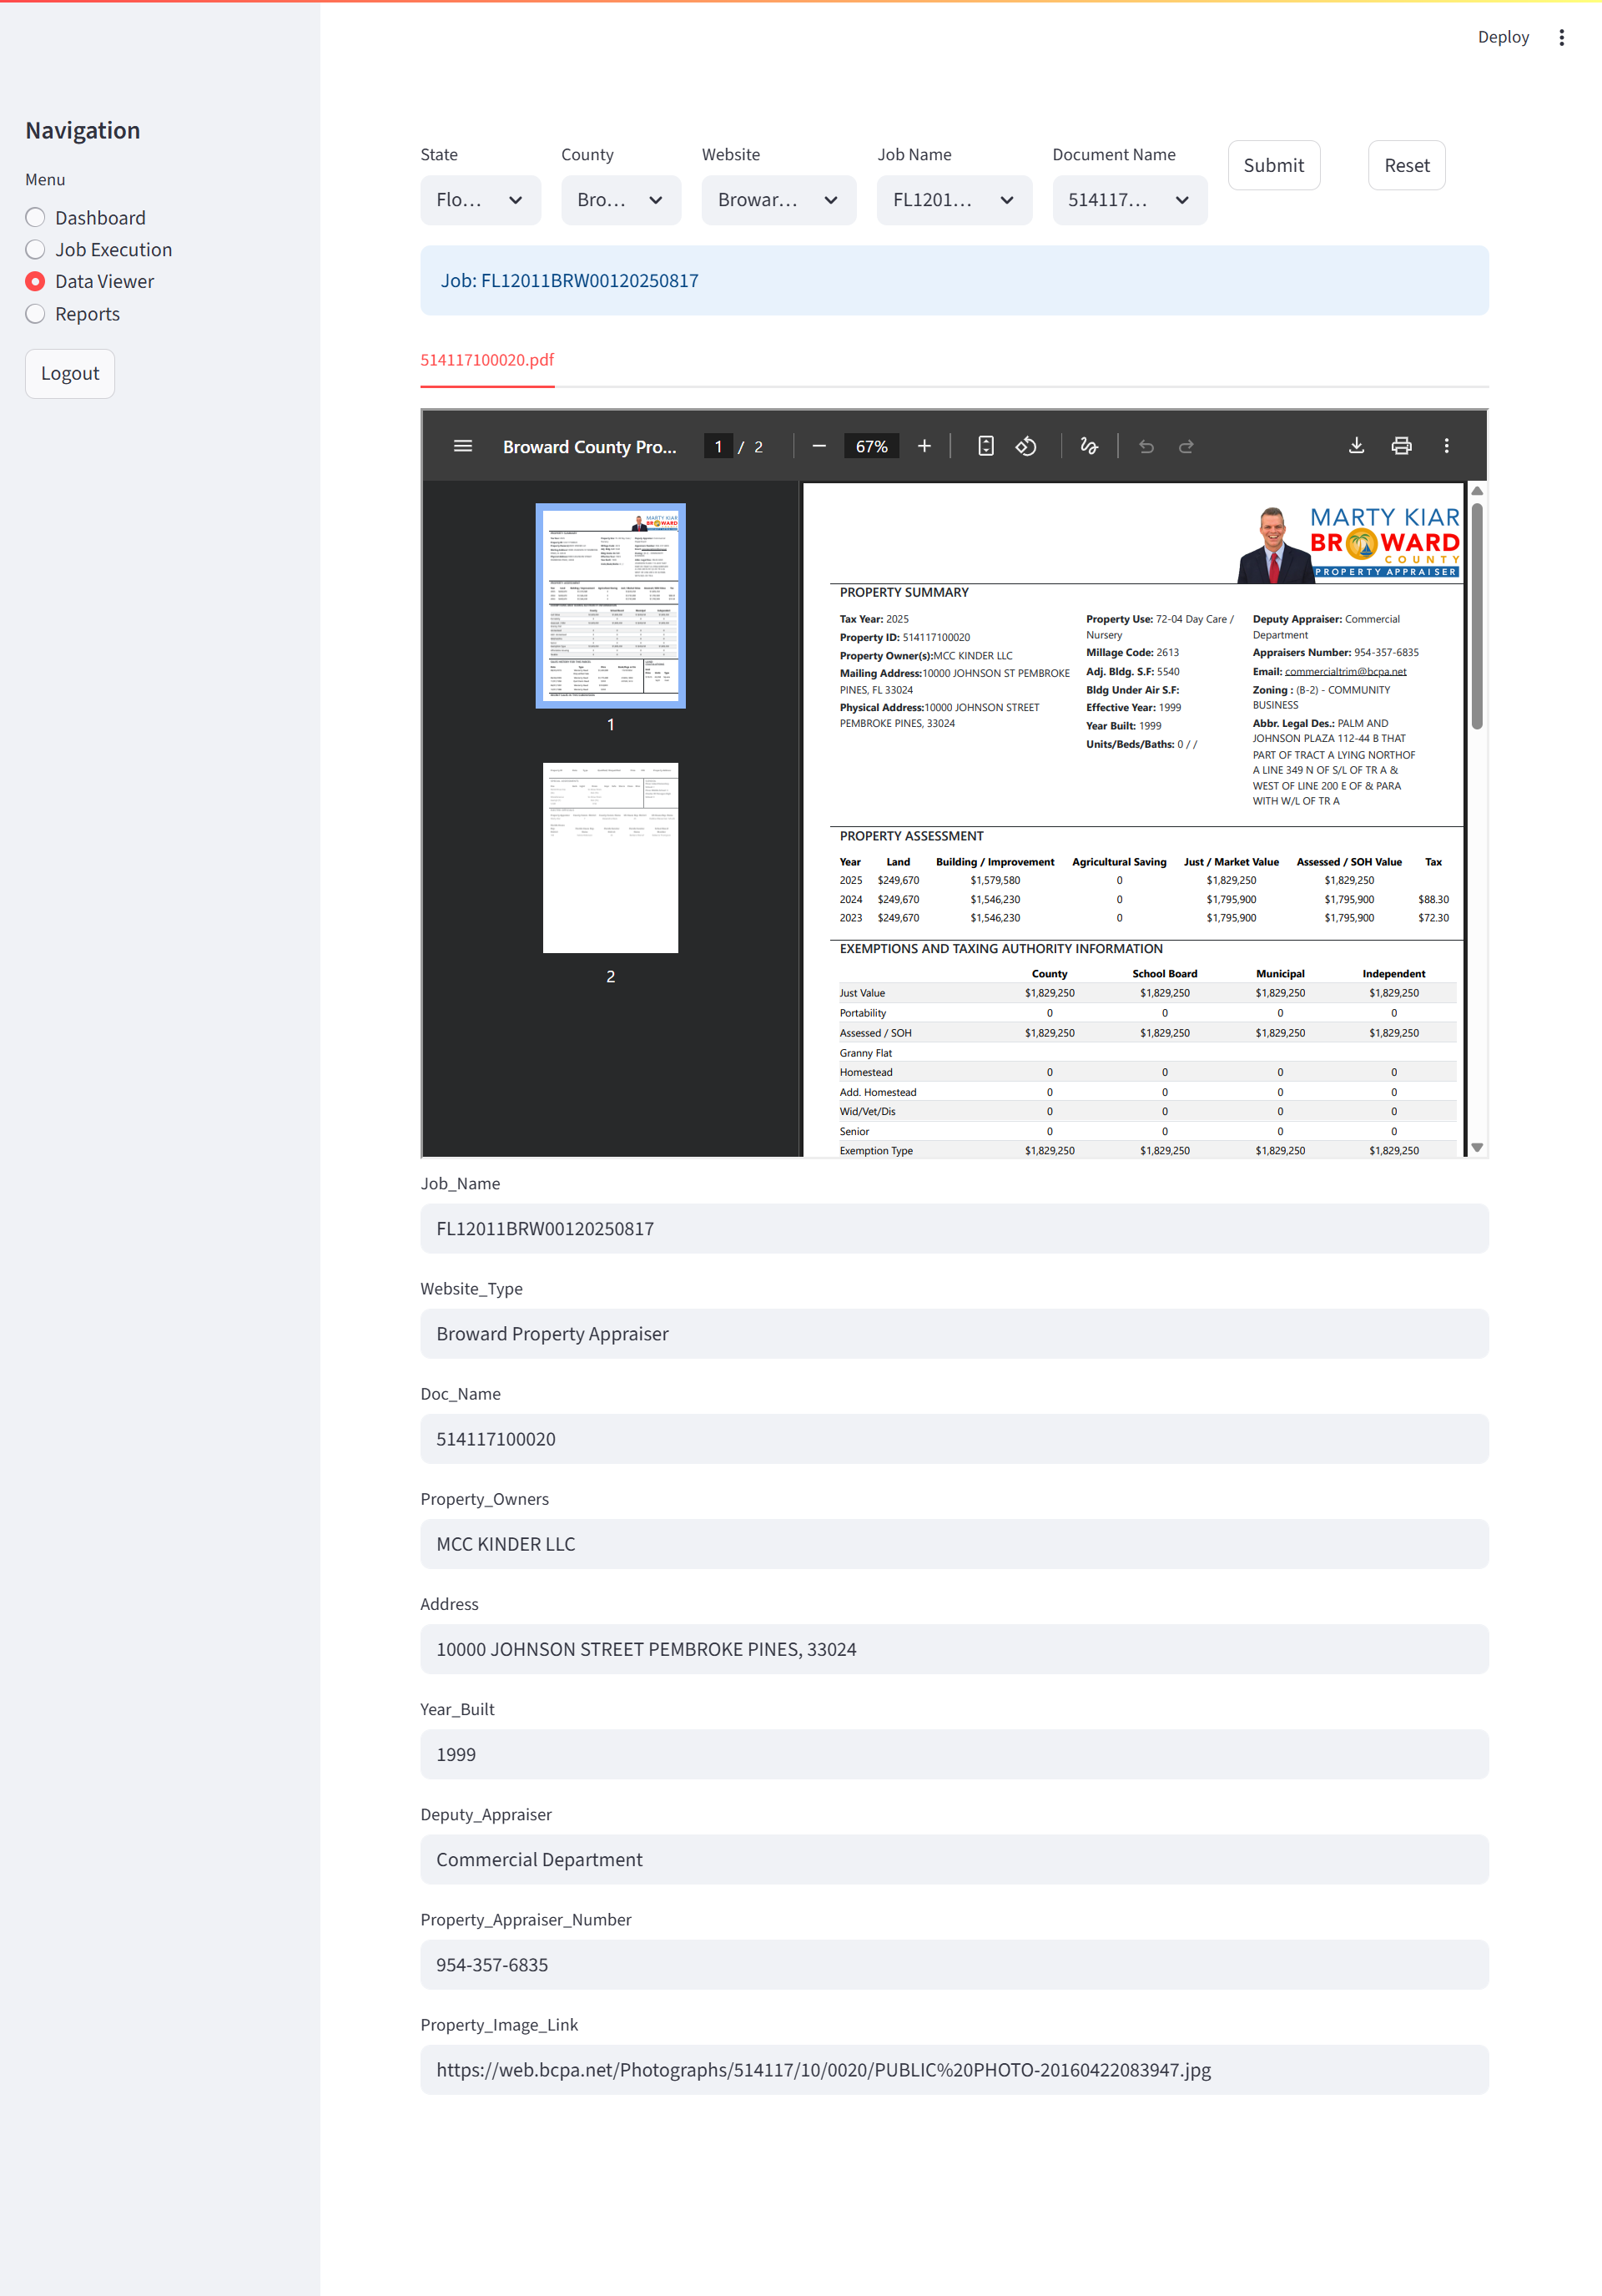 Deploy
Navigation
Menu
Dashboard
Job Execution
Data Viewer
Reports
Logout
State
County
Website
Job Name
Document Name
Submit
Reset
Flo...
Bro...
Browar...
FL1201...
514117...
Job: FL12011BRW00120250817
514117100020.pdf
Broward County Pro...
1 / 2
67%
1
2
MARTY KIAR
BROWARD
COUNTY
PROPERTY APPRAISER
PROPERTY SUMMARY
Tax Year: 2025
Property ID: 514117100020
Property Owner(s):MCC KINDER LLC
Mailing Address:10000 JOHNSON ST PEMBROKE
PINES, FL 33024
Physical Address:10000 JOHNSON STREET
PEMBROKE PINES, 33024
Property Use: 72-04 Day Care /
Nursery
Millage Code: 2613
Adj. Bldg. S.F: 5540
Bldg Under Air S.F:
Effective Year: 1999
Year Built: 1999
Units/Beds/Baths: 0 / /
Deputy Appraiser: Commercial
Department
Appraisers Number: 954-357-6835
Email: commercialtrim@bcpa.net
Zoning : (B-2) - COMMUNITY
BUSINESS
Abbr. Legal Des.: PALM AND
JOHNSON PLAZA 112-44 B THAT
PART OF TRACT A LYING NORTHOF
A LINE 349 N OF S/L OF TR A &
WEST OF LINE 200 E OF & PARA
WITH W/L OF TR A
PROPERTY ASSESSMENT
Year Land Building / Improvement Agricultural Saving Just / Market Value Assessed / SOH Value Tax
2025 $249,670 $1,579,580 0 $1,829,250 $1,829,250
2024 $249,670 $1,546,230 0 $1,795,900 $1,795,900 $88.30
2023 $249,670 $1,546,230 0 $1,795,900 $1,795,900 $72.30
EXEMPTIONS AND TAXING AUTHORITY INFORMATION
County School Board Municipal Independent
Just Value $1,829,250 $1,829,250 $1,829,250 $1,829,250
Portability 0 0 0 0
Assessed / SOH $1,829,250 $1,829,250 $1,829,250 $1,829,250
Granny Flat
Homestead 0 0 0 0
Add. Homestead 0 0 0 0
Wid/Vet/Dis 0 0 0 0
Senior 0 0 0 0
Exemption Type $1,829,250 $1,829,250 $1,829,250 $1,829,250
Job_Name
FL12011BRW00120250817
Website_Type
Broward Property Appraiser
Doc_Name
514117100020
Property_Owners
MCC KINDER LLC
Address
10000 JOHNSON STREET PEMBROKE PINES, 33024
Year_Built
1999
Deputy_Appraiser
Commercial Department
Property_Appraiser_Number
954-357-6835
Property_Image_Link
https://web.bcpa.net/Photographs/514117/10/0020/PUBLIC%20PHOTO-20160422083947.jpg